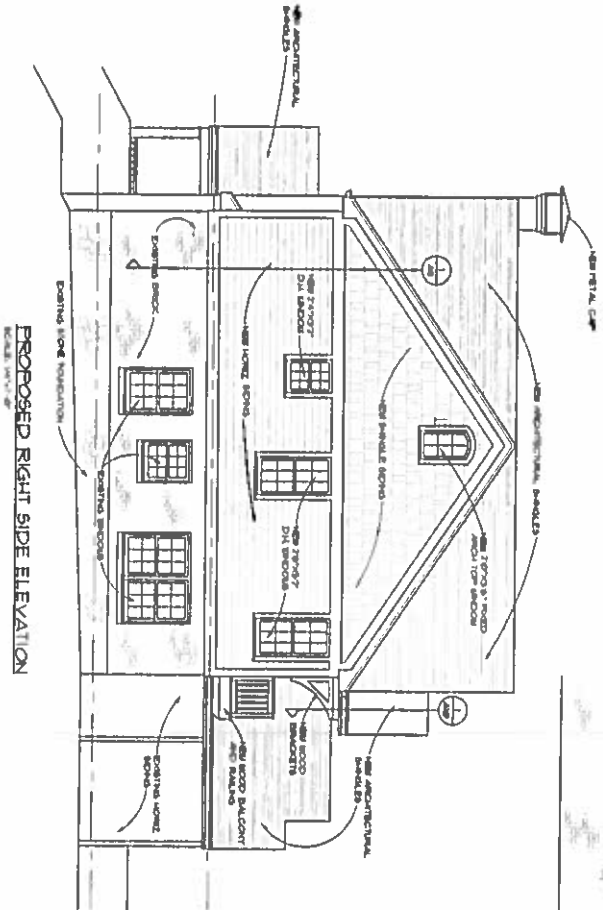 NEW METAL CAP
NEW ARCHITECTURAL SHINGLES
NEW ARCHITECTURAL
SHINGLES
NEW SHINGLE SIDING
ARCH TOP WINDOW
NEW HORIZ SIDING
D.H. WINDOW
D.H. WINDOWS
NEW WOOD
BRACKETS
NEW ARCHITECTURAL
SHINGLES
NEW WOOD BALCONY
AND RAILING
EXISTING BRICK
EXISTING WINDOWS
EXISTING HORIZ
SIDING
EXISTING STONE FOUNDATION
PROPOSED RIGHT SIDE ELEVATION